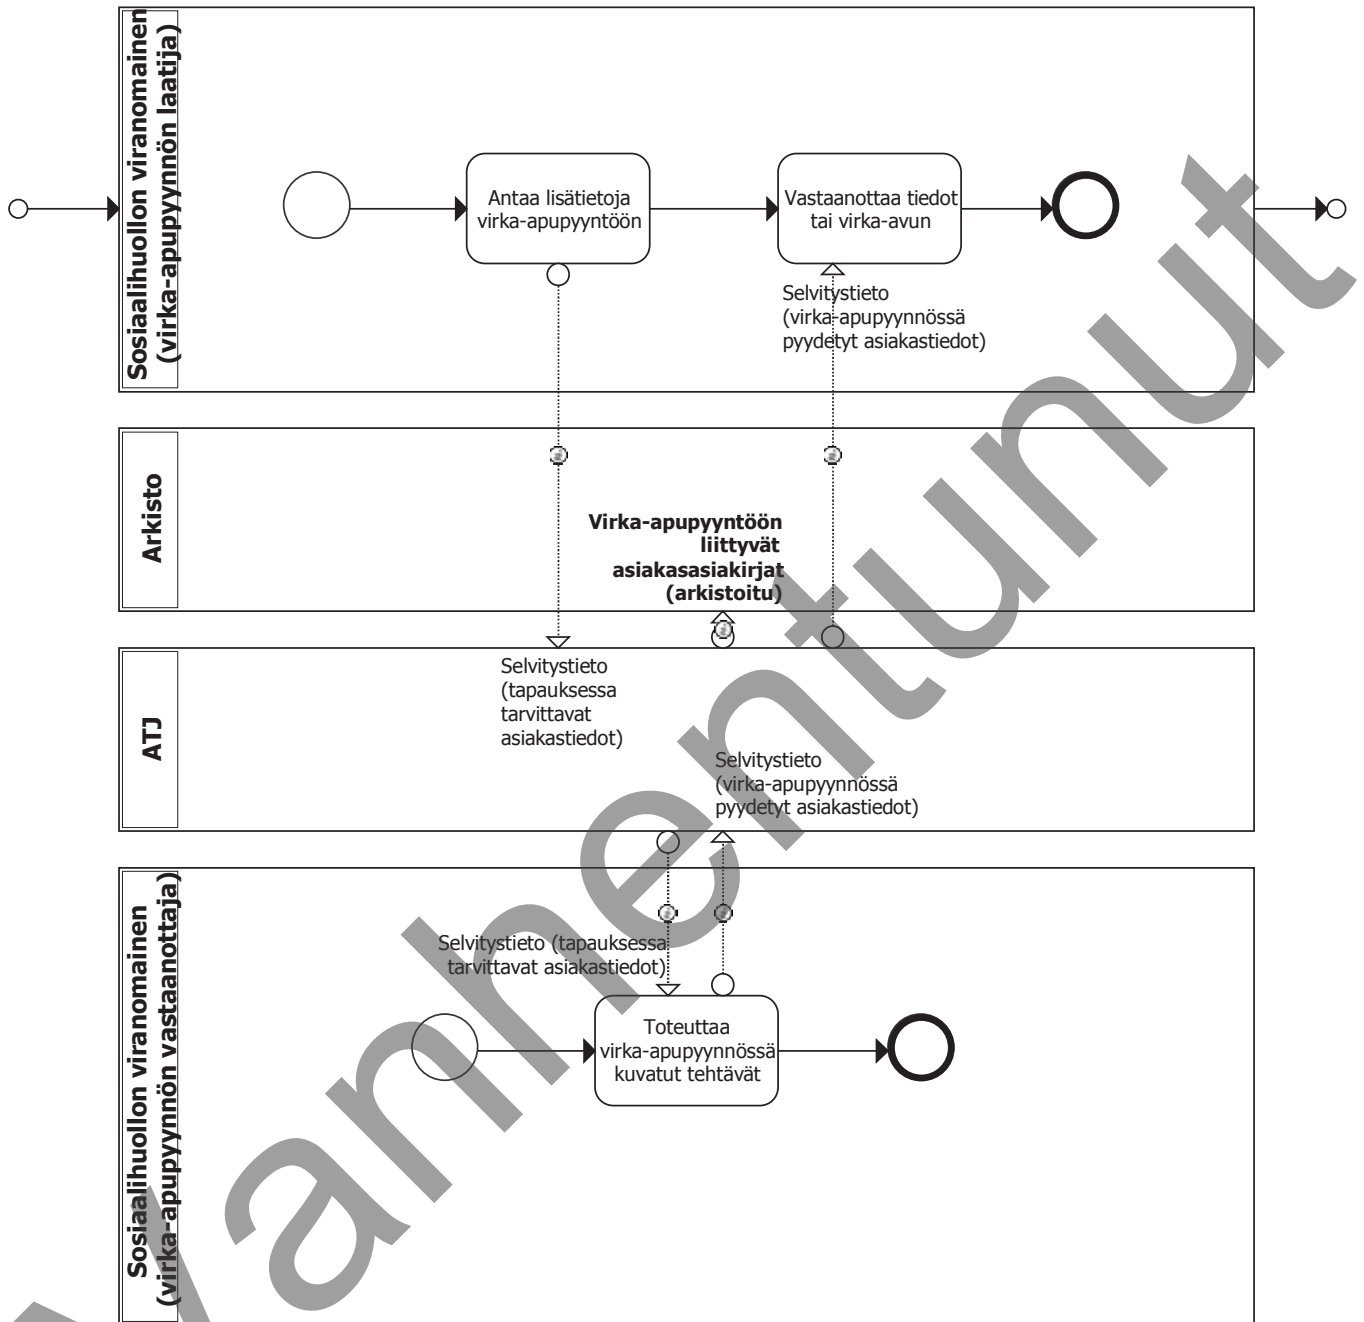 Sosiaalihuollon viranomainen
(virka-apupyynnön laatija)
Antaa lisätietoja
virka-apupyyntöön
Vastaanottaa tiedot
tai virka-avun
Selvitystieto
(virka-apupyynnössä
pyydetyt asiakastiedot)
Arkisto
Virka-apupyyntöön
liittyvät
asiakasasiakirjat
(arkistoitu)
ATJ
Selvitystieto
(tapauksessa
tarvittavat
asiakastiedot)
Selvitystieto
(virka-apupyynnössä
pyydetyt asiakastiedot)
Sosiaalihuollon viranomainen
(virka-apupyynnön vastaanottaja)
Selvitystieto (tapauksessa
tarvittavat asiakastiedot)
Toteuttaa
virka-apupyynnössä
kuvatut tehtävät
vanhentunut